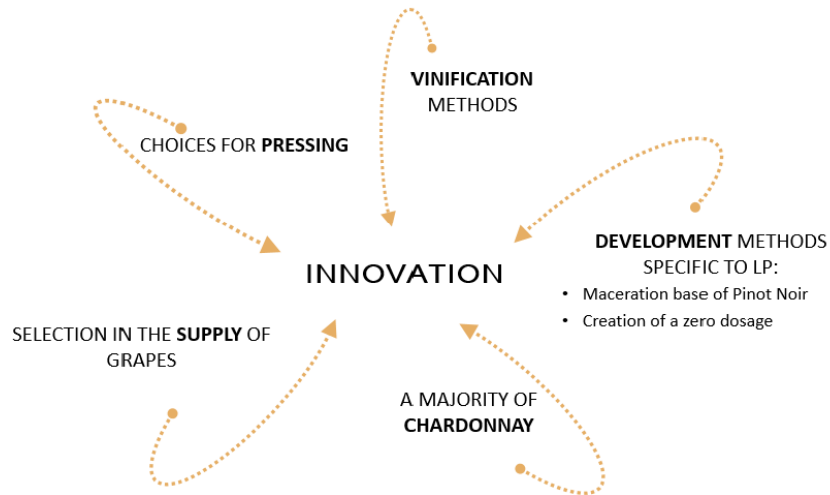 VINIFICATION
METHODS
CHOICES FOR PRESSING
DEVELOPMENT METHODS
SPECIFIC TO LP:
• Maceration base of Pinot Noir
• Creation of a zero dosage
INNOVATION
SELECTION IN THE SUPPLY OF
GRAPES
A MAJORITY OF
CHARDONNAY